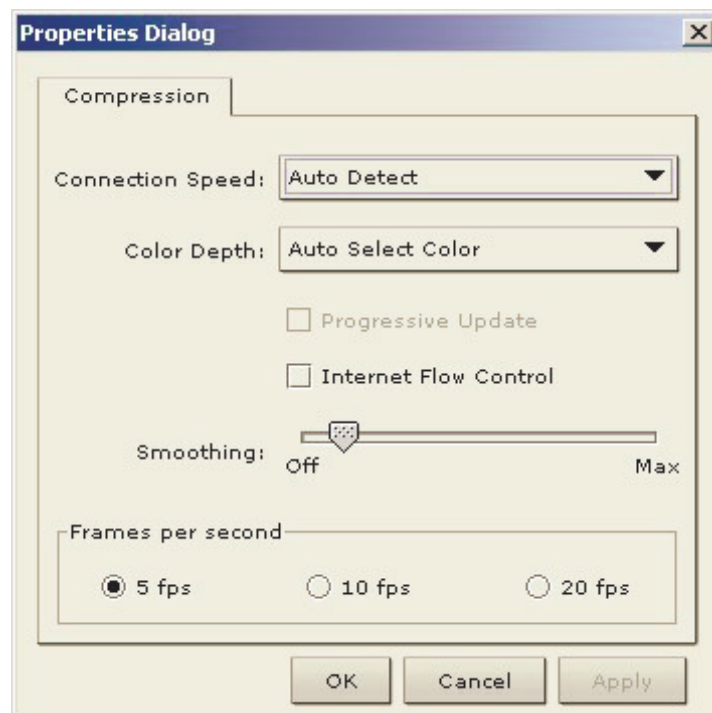 Properties Dialog
Compression
Connection Speed: Auto Detect
Color Depth: Auto Select Color
Progressive Update
Internet Flow Control
Smoothing:
Off Max
Frames per second
5 fps 10 fps 20 fps
OK Cancel Apply